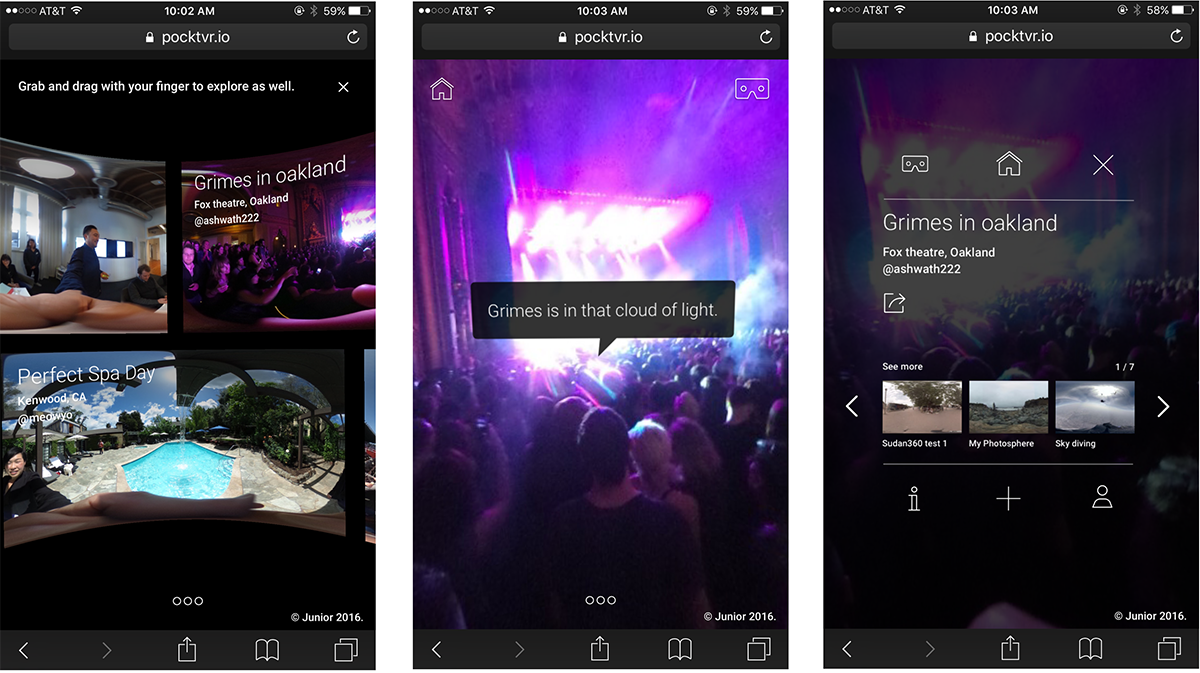 AT&T 10:02 AM 59%
pocktvr.io
Grab and drag with your finger to explore as well.
Grimes in oakland
Fox theatre, Oakland
@ashwath222
Perfect Spa Day
Kenwood, CA
@meowyo
© Junior 2016.
AT&T 10:03 AM 59%
pocktvr.io
Grimes is in that cloud of light.
© Junior 2016.
AT&T 10:03 AM 58%
pocktvr.io
Grimes in oakland
Fox theatre, Oakland
@ashwath222
See more 1 / 7
Sudan360 test 1 My Photosphere Sky diving
© Junior 2016.